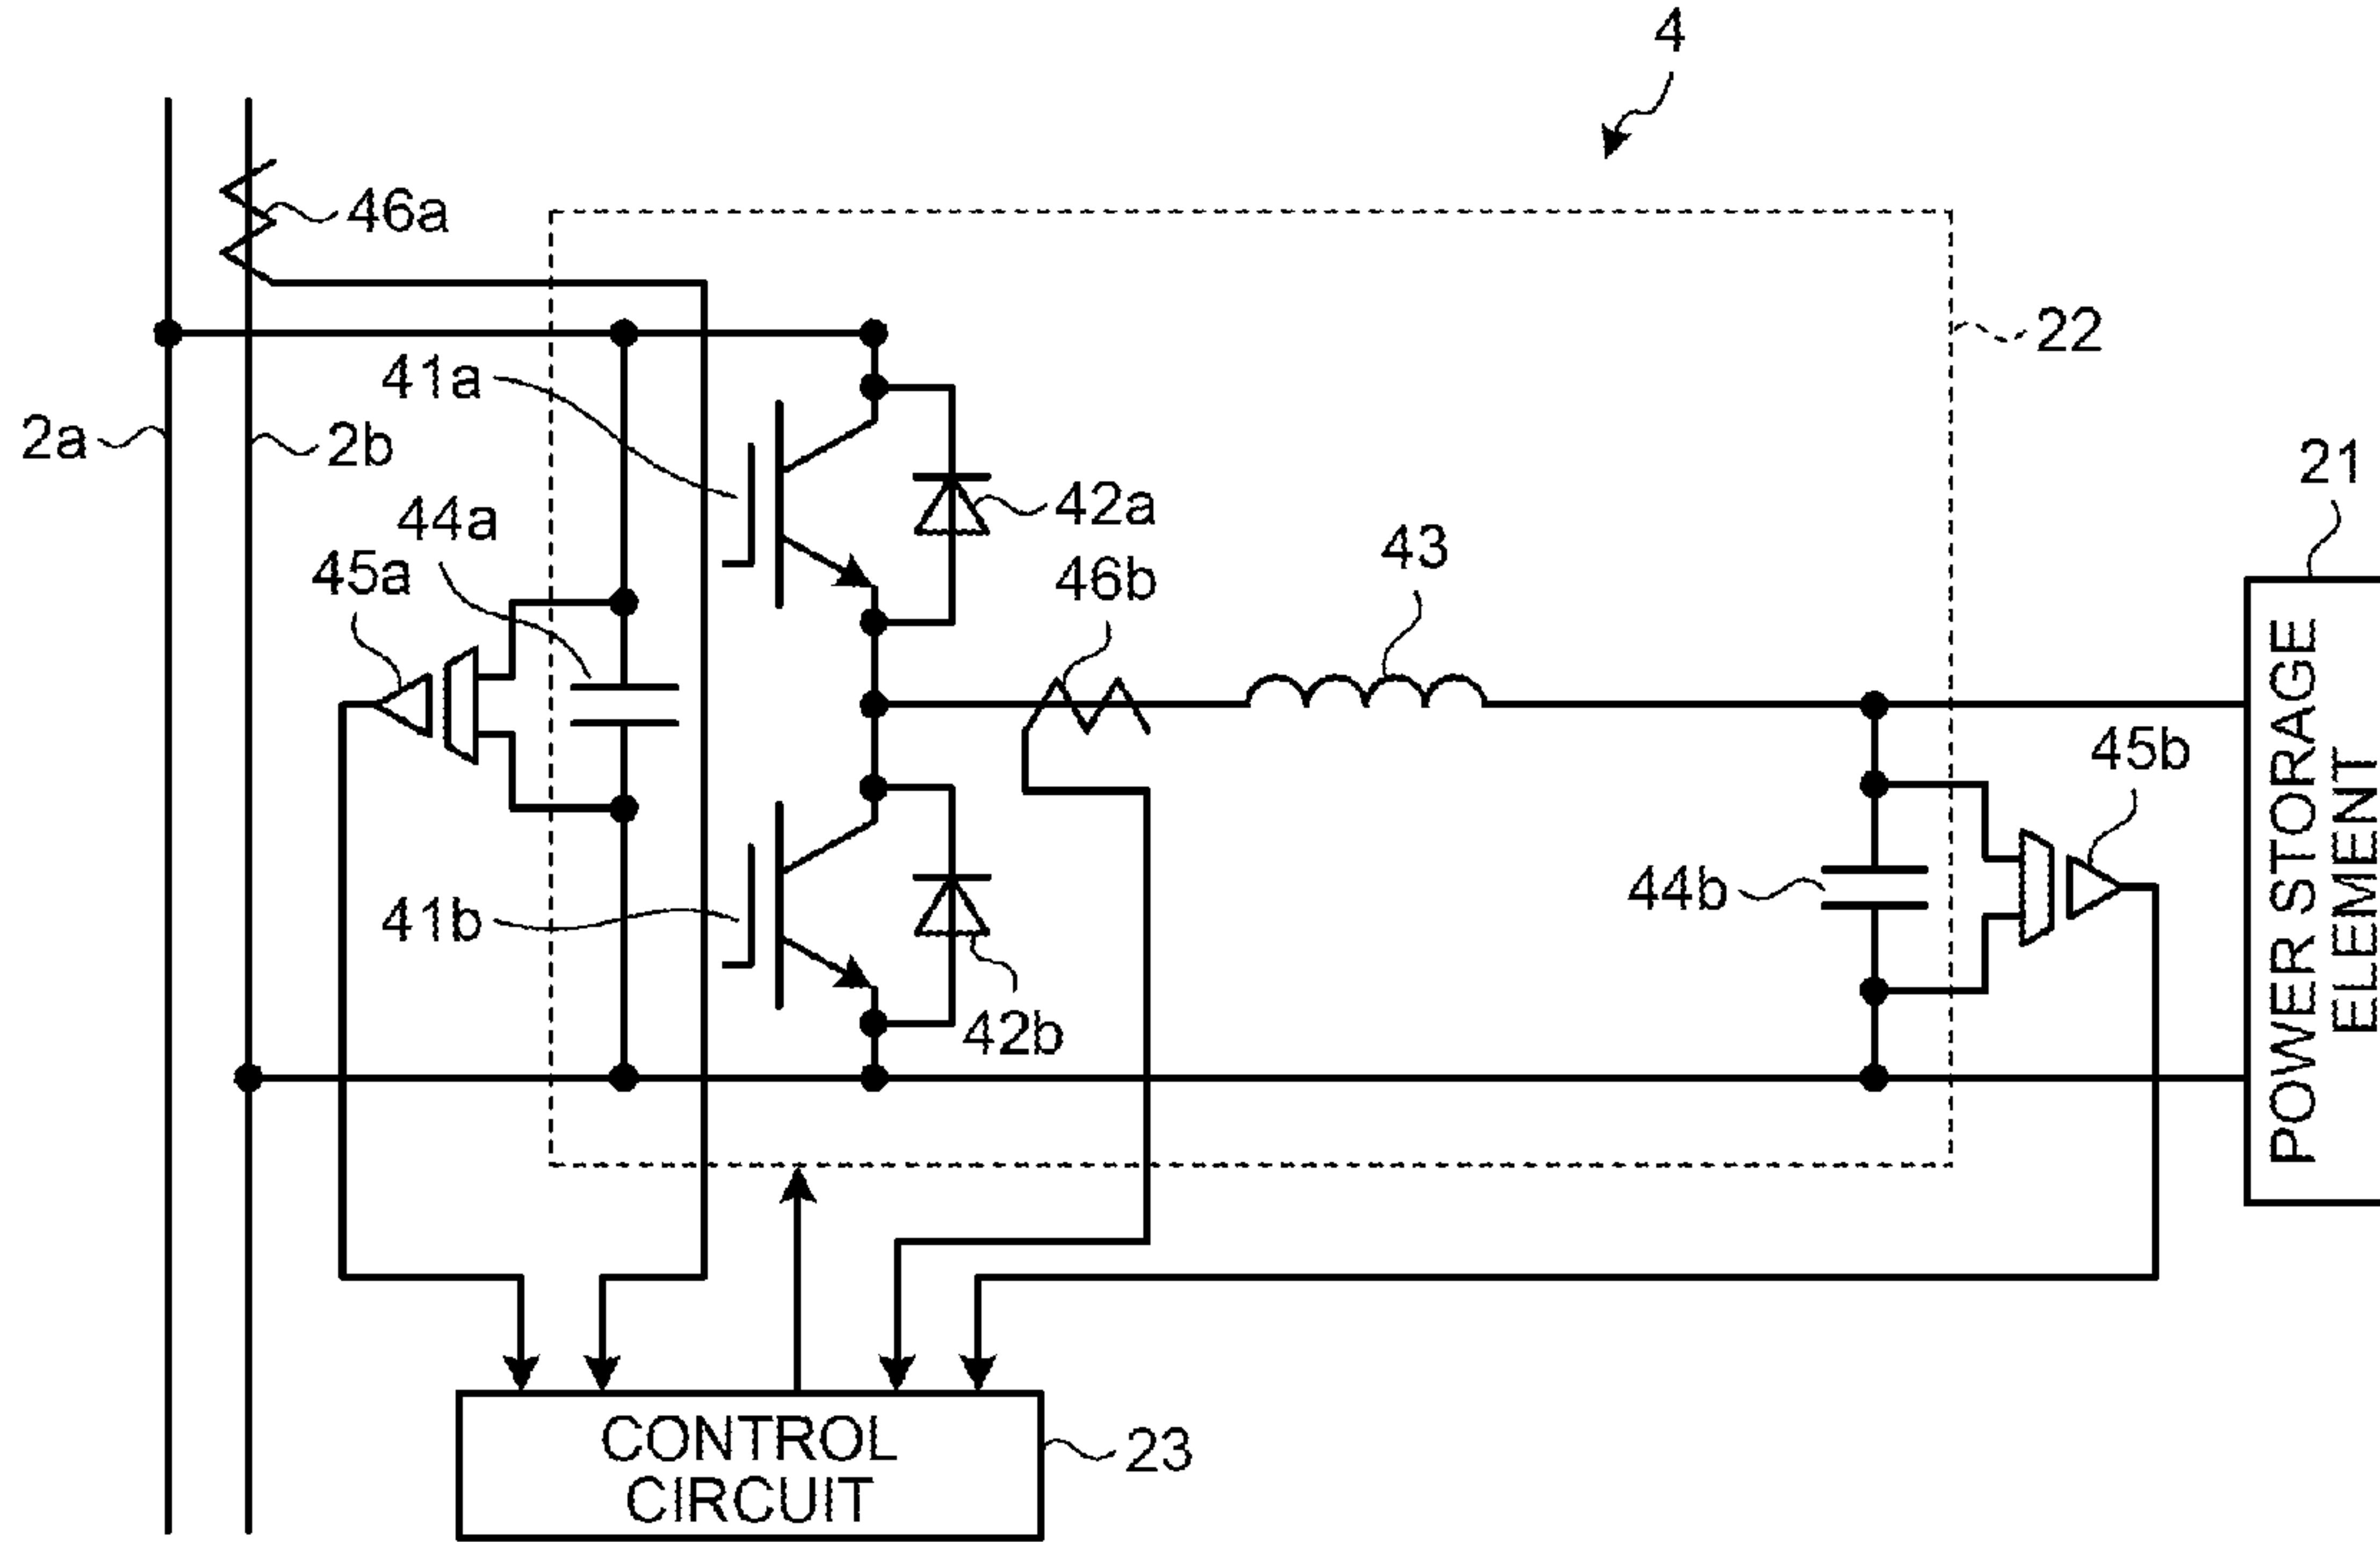 4
46a
22
41a
2a
2b
21
42a
44a
43
45a
46b
45b
44b
41b
42b
POWER STORAGE
ELEMENT
CONTROL
CIRCUIT
23